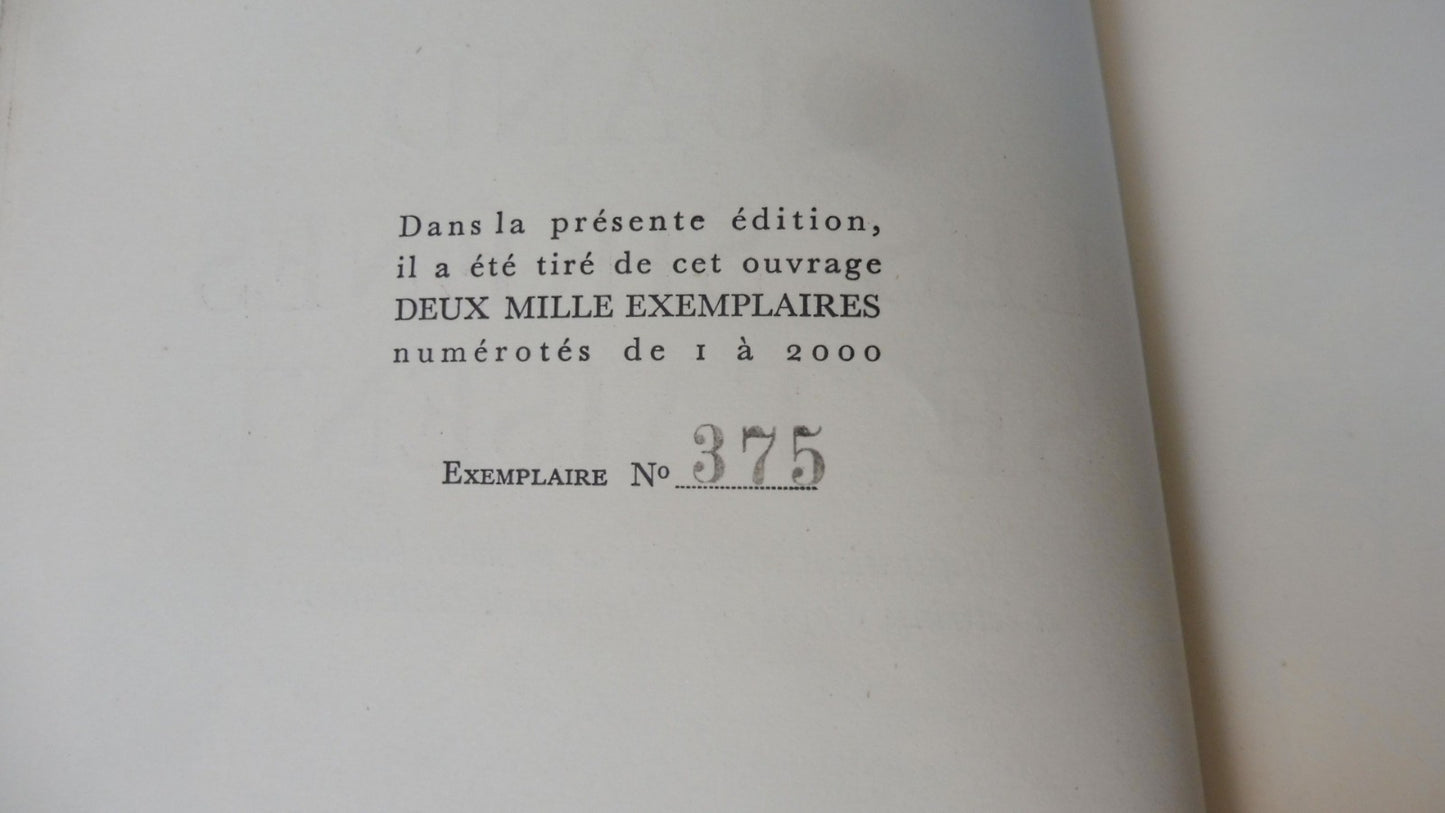 Dans la présente édition,
il a été tiré de cet ouvrage
DEUX MILLE EXEMPLAIRES
numérotés de 1 à 2000
EXEMPLAIRE Nº 375